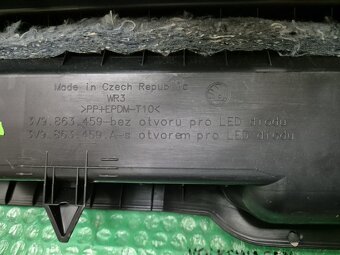 Made in Czech Republic
WR3
>PP+EPDM-T10<
3V9.863.459-bez otvoru pro LED diodu
3V9.863.459.A-s otvorem pro LED diodu